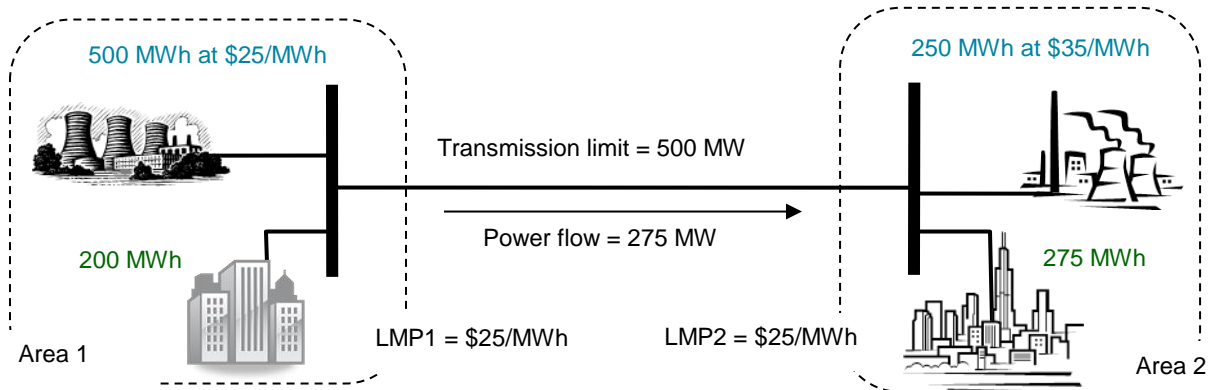 500 MWh at $25/MWh
250 MWh at $35/MWh
Transmission limit = 500 MW
Power flow = 275 MW
200 MWh
275 MWh
LMP1 = $25/MWh
LMP2 = $25/MWh
Area 1
Area 2